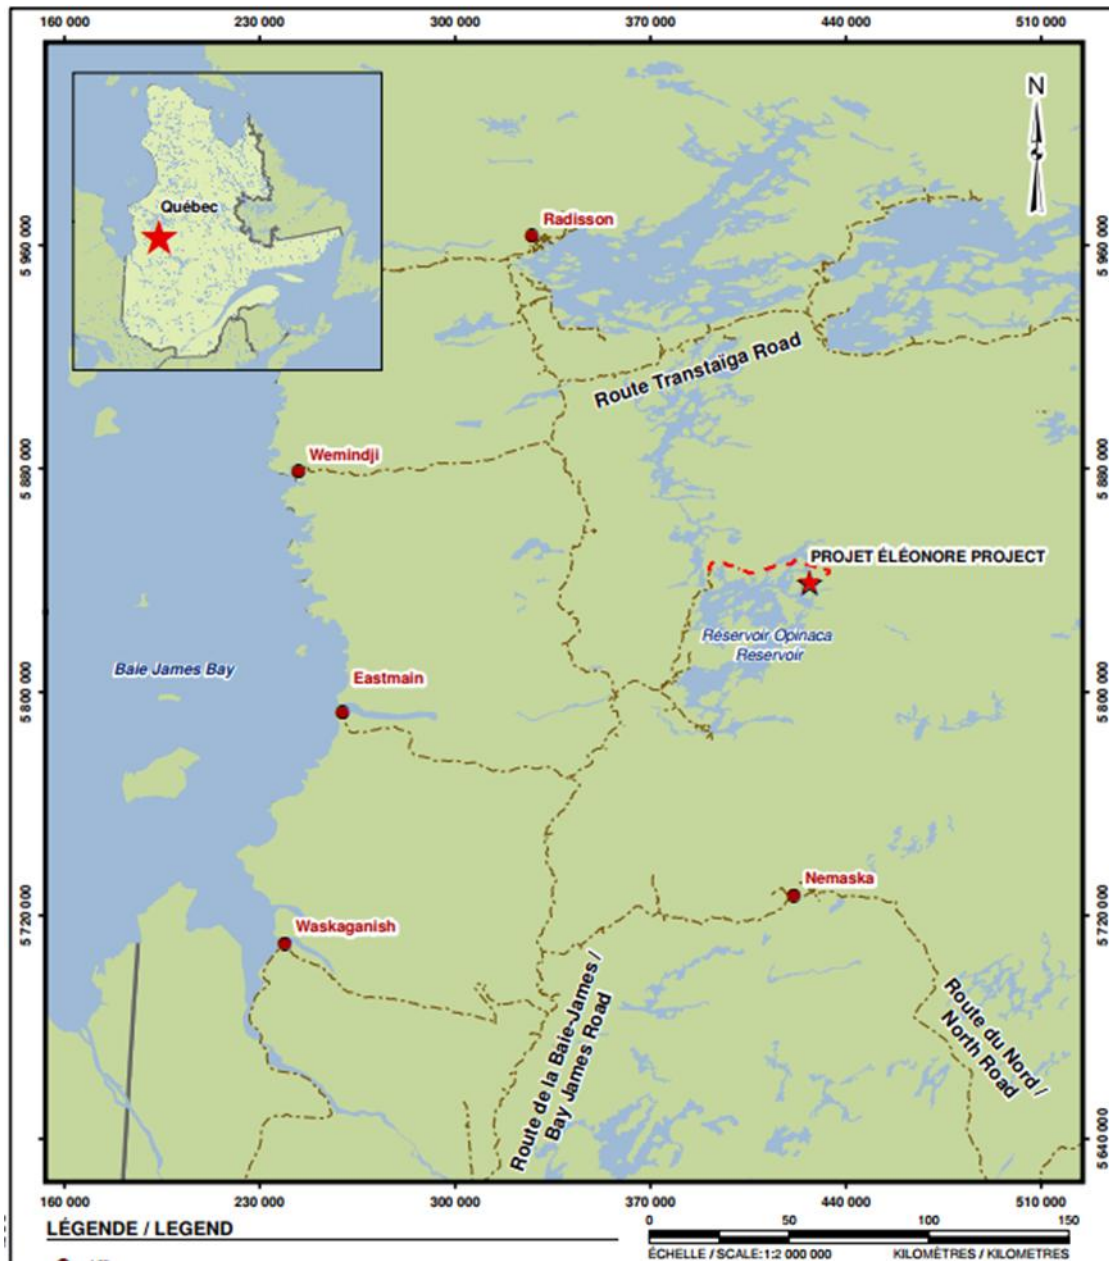 160 000 230 000 300 000 370 000 440 000 510 000
N
Québec
Radisson
5 960 000
5 960 000
Route Transtaïga Road
Wemindji
5 880 000
5 880 000
PROJET ÉLÉONORE PROJECT
Réservoir Opinaca
Reservoir
Baie James Bay
Eastmain
5 800 000
5 800 000
Nemaska
5 720 000
5 720 000
Waskaganish
Route de la Baie-James /
Bay James Road
Route du Nord /
North Road
5 640 000
160 000 230 000 300 000 370 000 440 000 510 000
LÉGENDE / LEGEND
0 50 100 150
ÉCHELLE / SCALE: 1:2 000 000 KILOMÈTRES / KILOMETRES